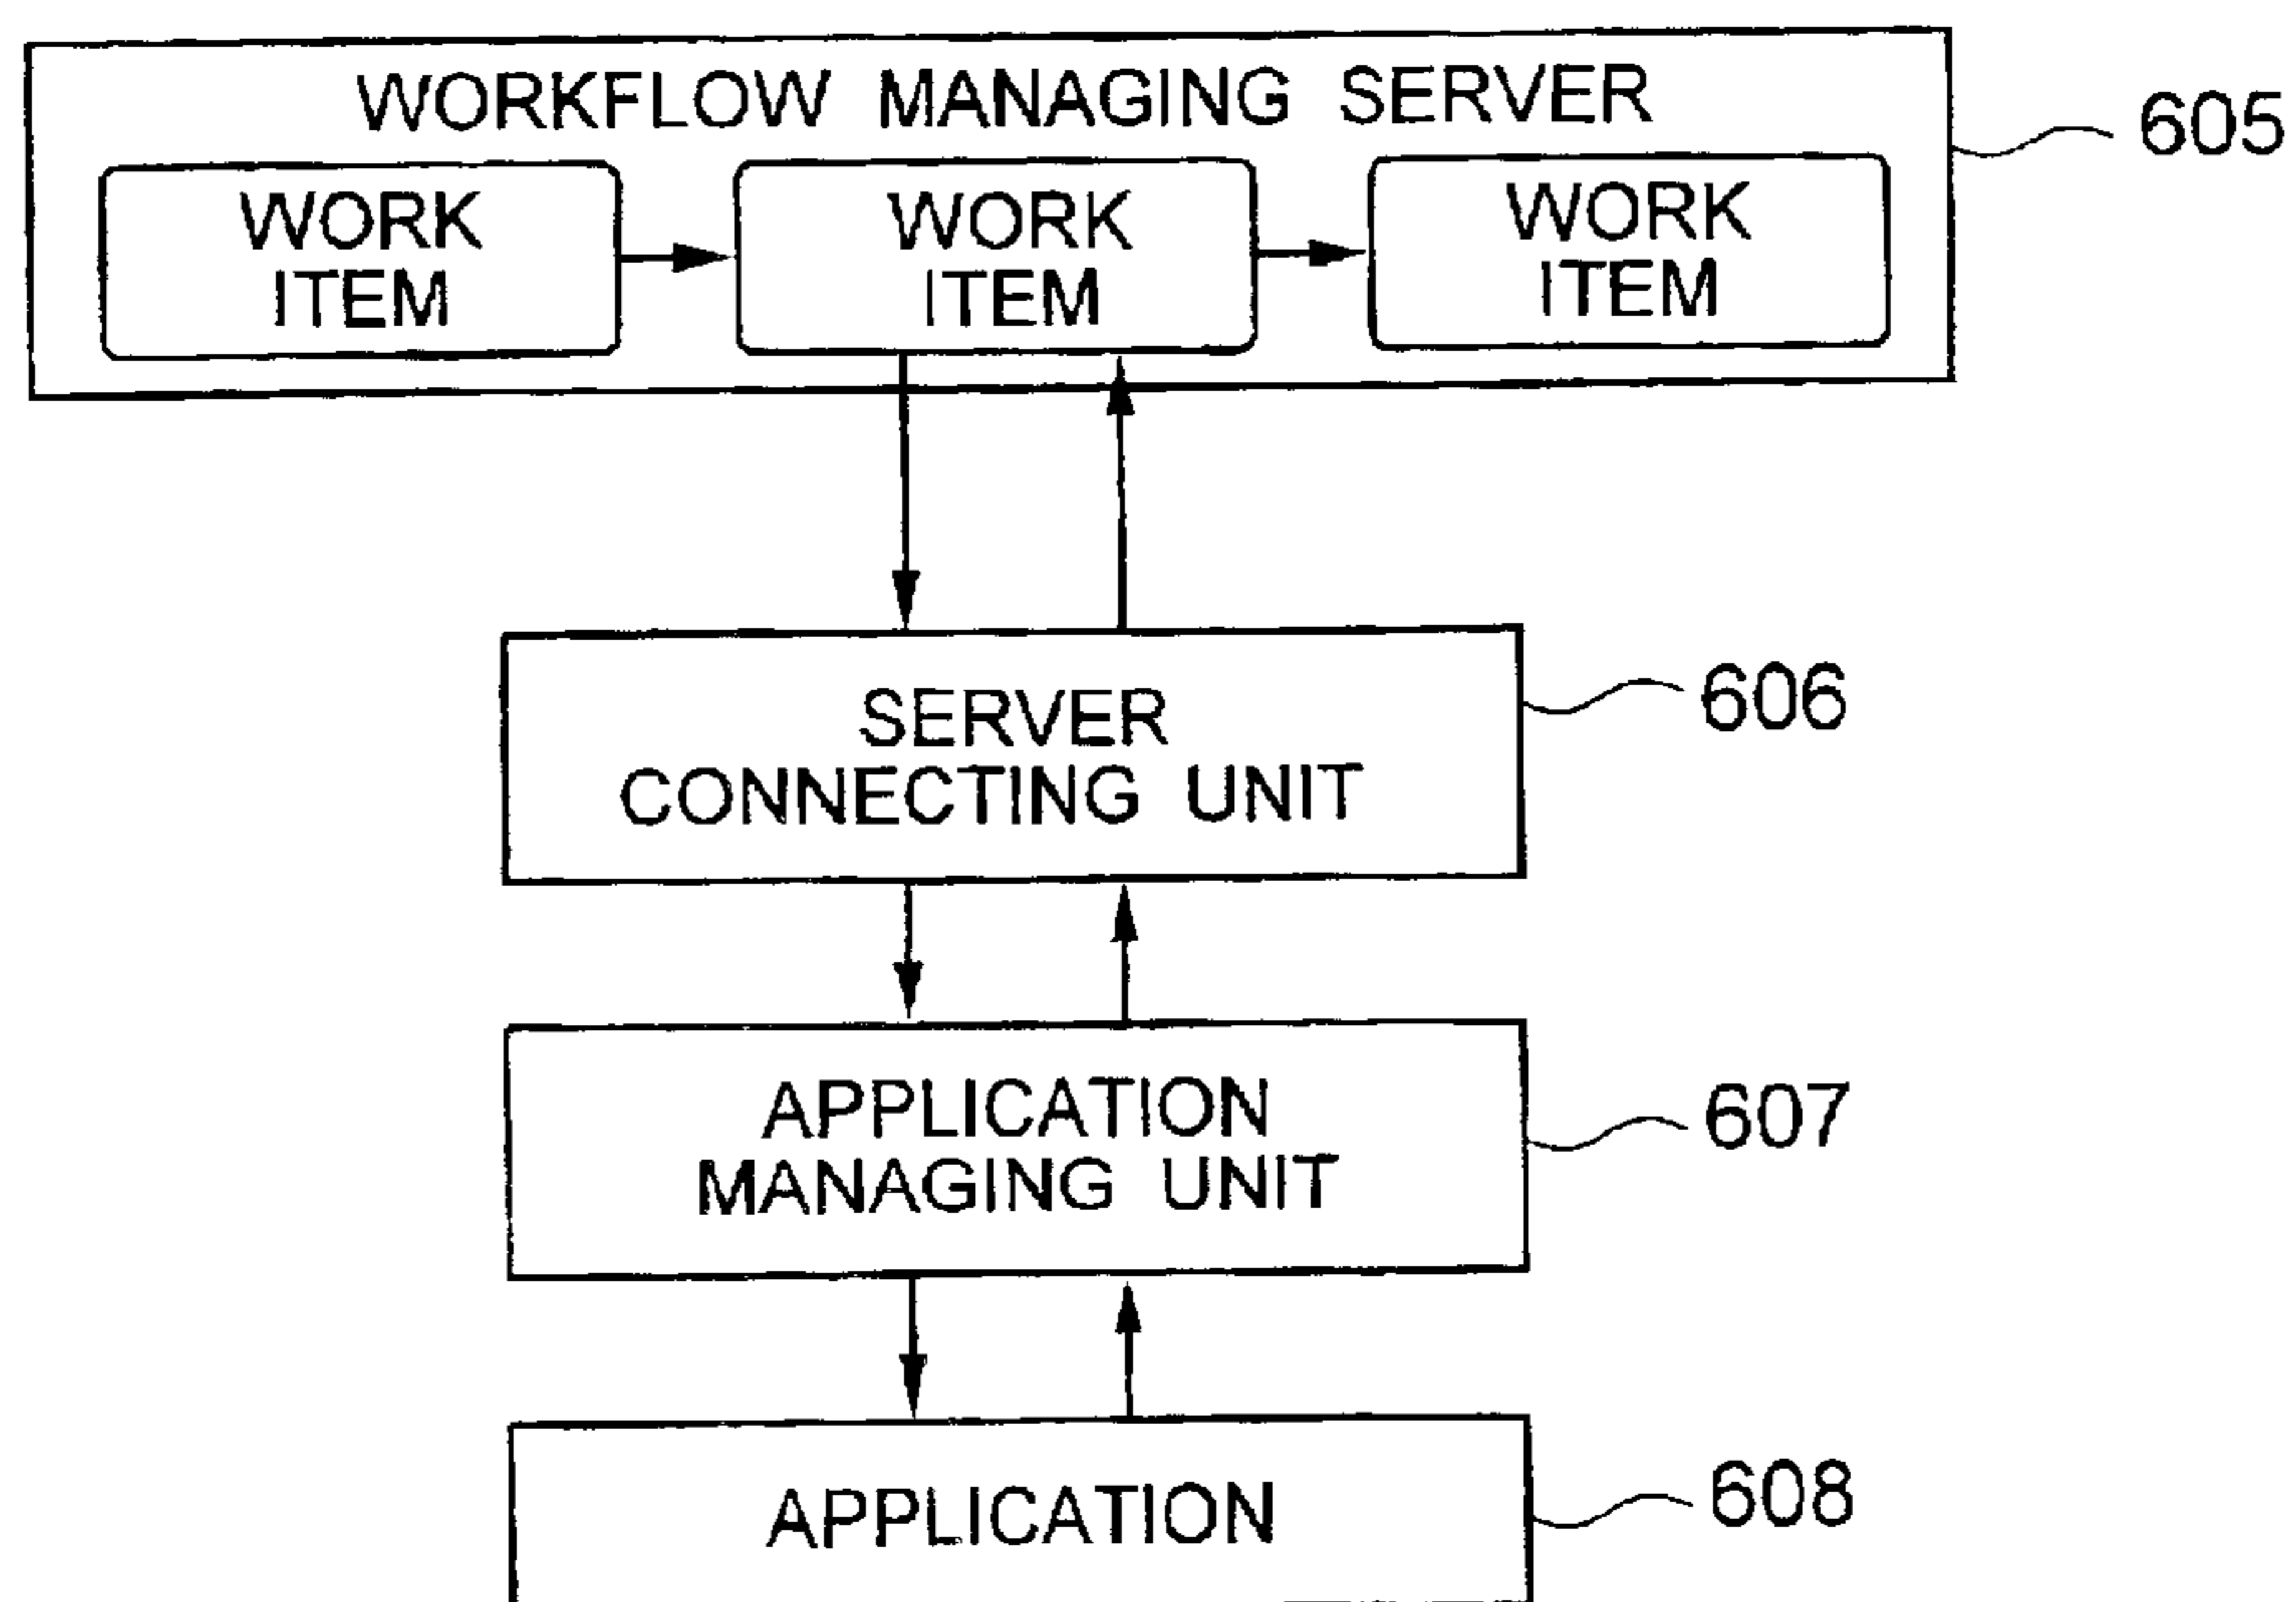 WORKFLOW MANAGING SERVER
605
WORK
ITEM
WORK
ITEM
WORK
ITEM
SERVER
CONNECTING UNIT
606
APPLICATION
MANAGING UNIT
607
APPLICATION
608